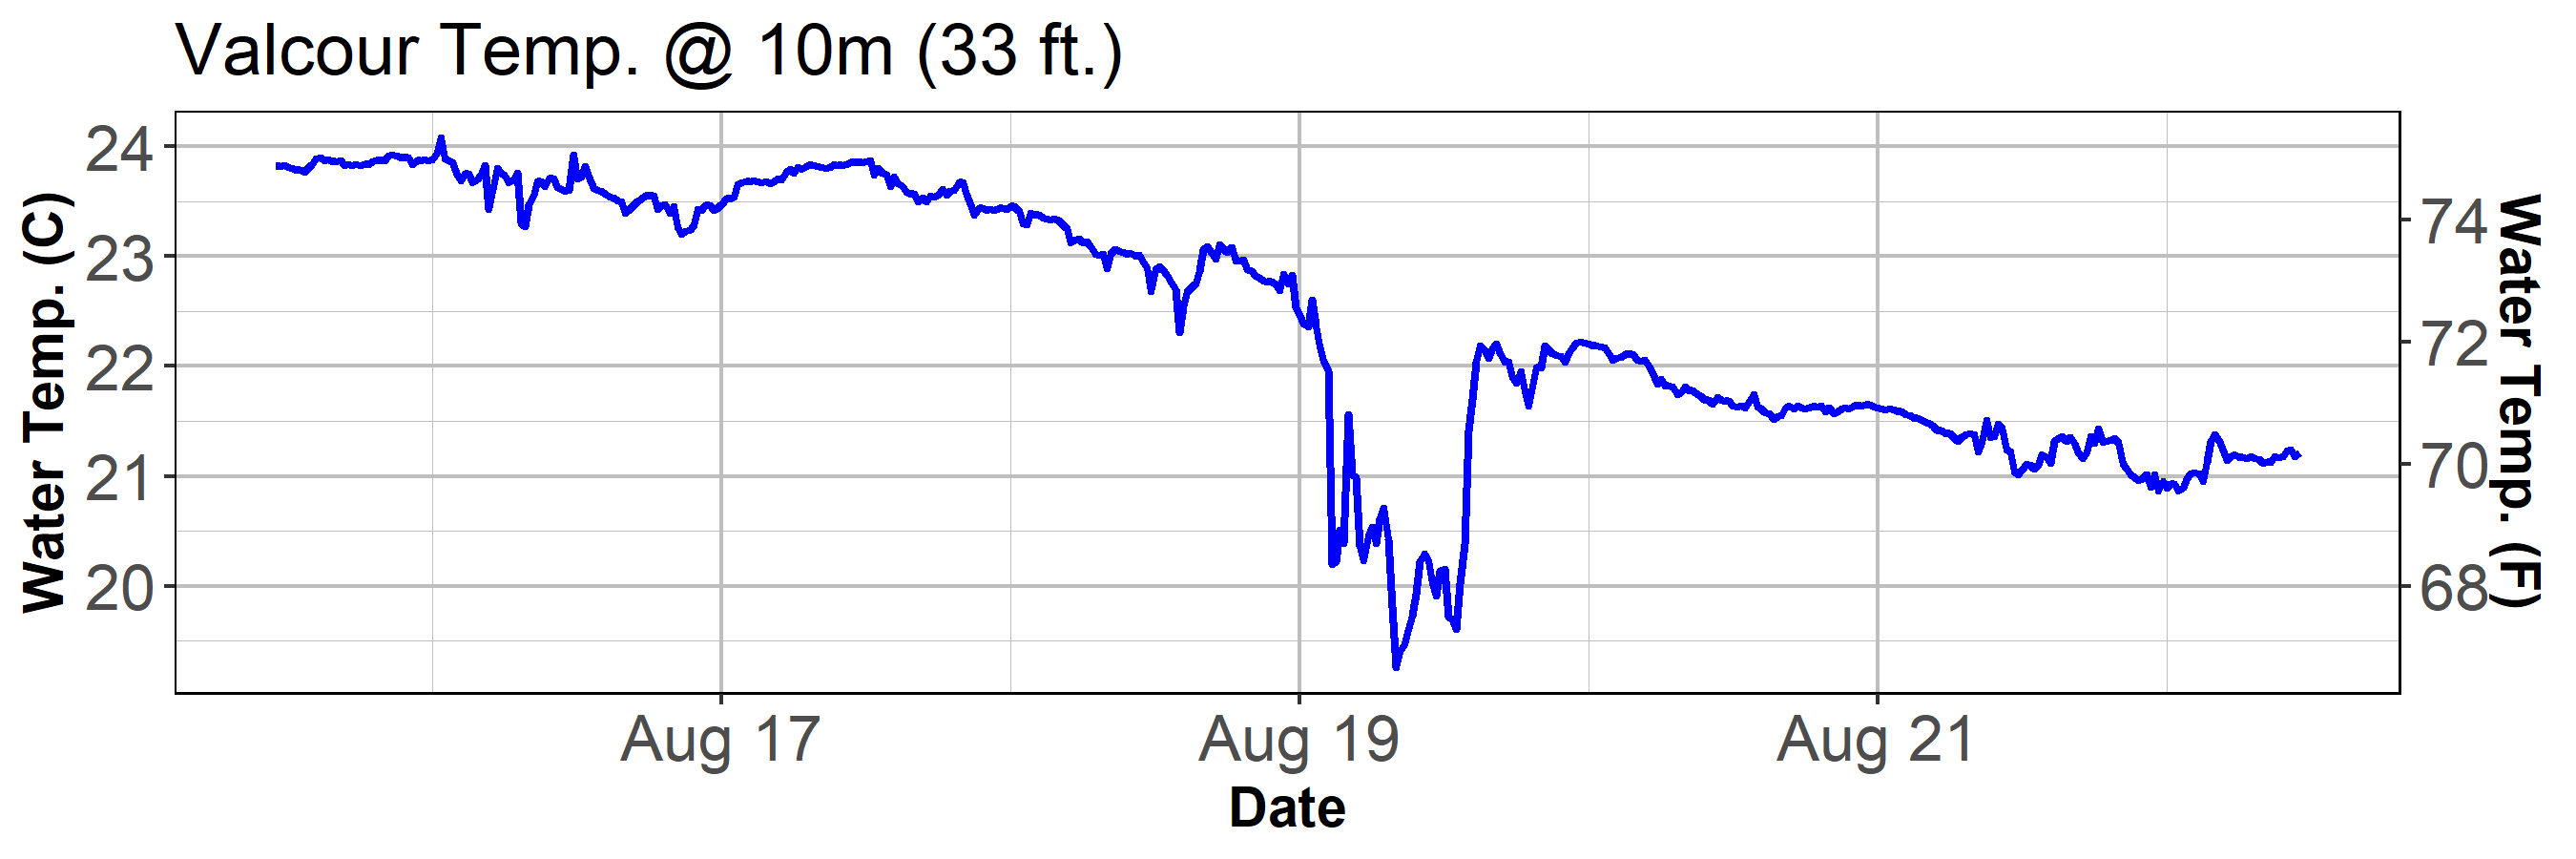 Valcour Temp. @ 10m (33 ft.)
Water Temp. (C)
24
23
22
21
20
74
72
70
68
Water Temp. (F)
Aug 17
Aug 19
Aug 21
Date